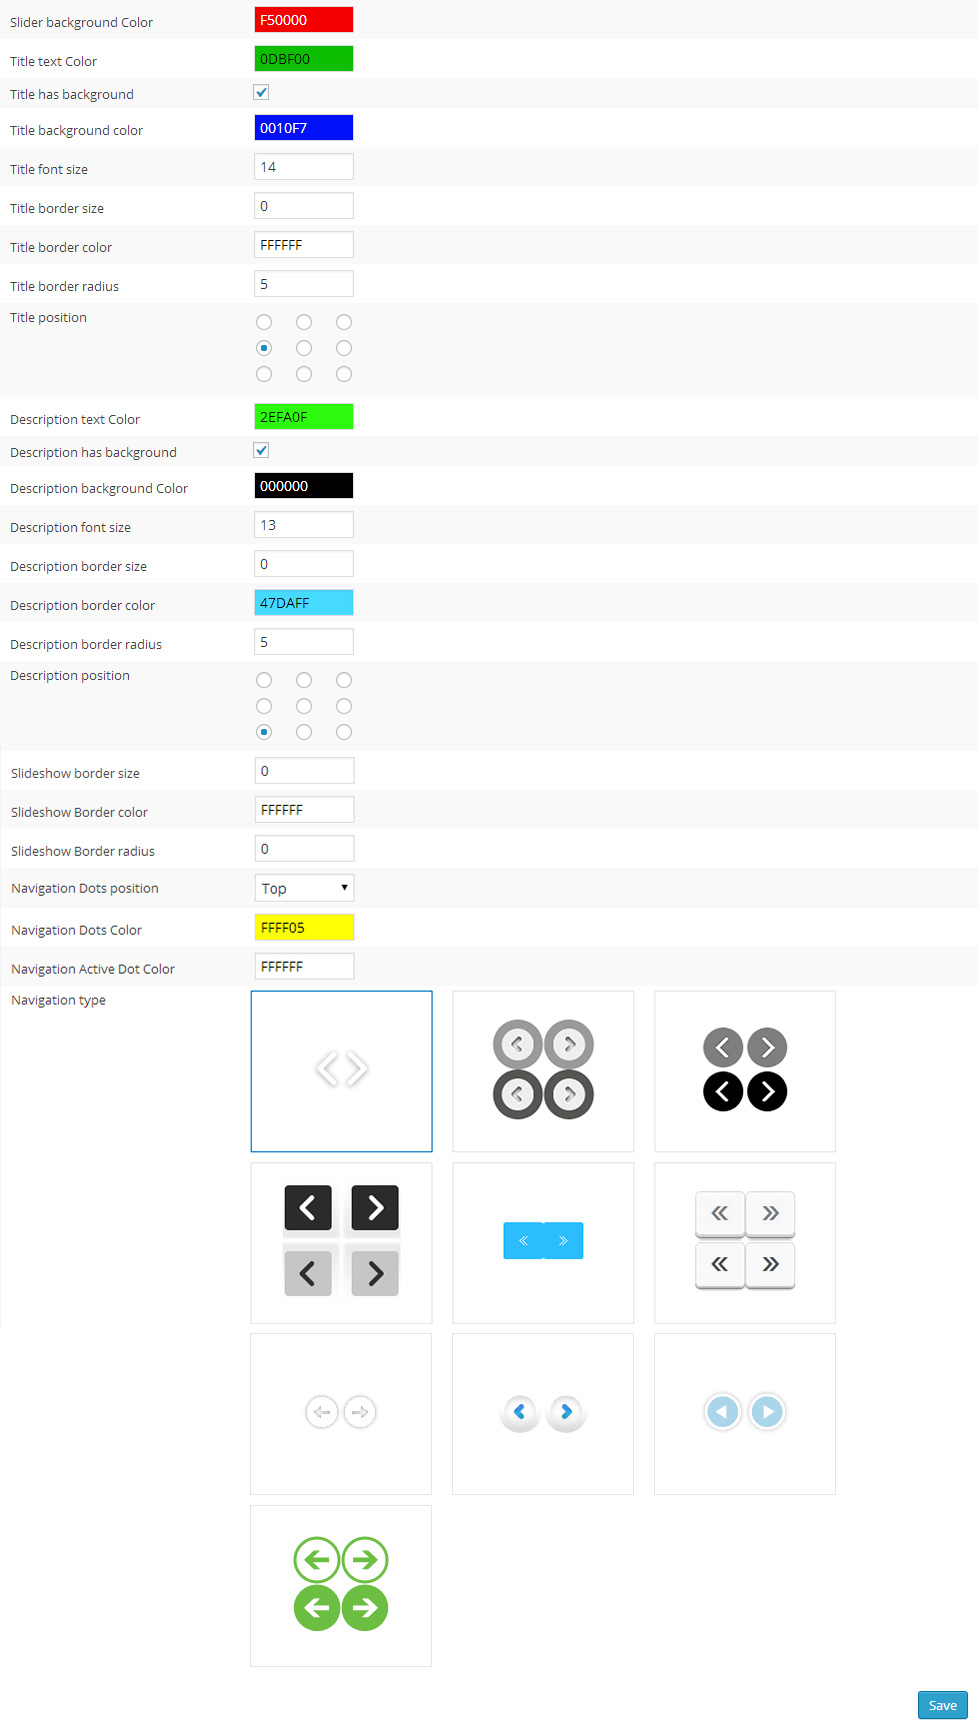 Slider background Color F50000
Title text Color 0DBF00
Title has background
Title background color 0010F7
Title font size 14
Title border size 0
Title border color FFFFFF
Title border radius 5
Title position
Description text Color 2EFA0F
Description has background
Description background Color 000000
Description font size 13
Description border size 0
Description border color 47DAFF
Description border radius 5
Description position
Slideshow border size 0
Slideshow Border color FFFFFF
Slideshow Border radius 0
Navigation Dots position Top
Navigation Dots Color FFFF05
Navigation Active Dot Color FFFFFF
Navigation type
Save